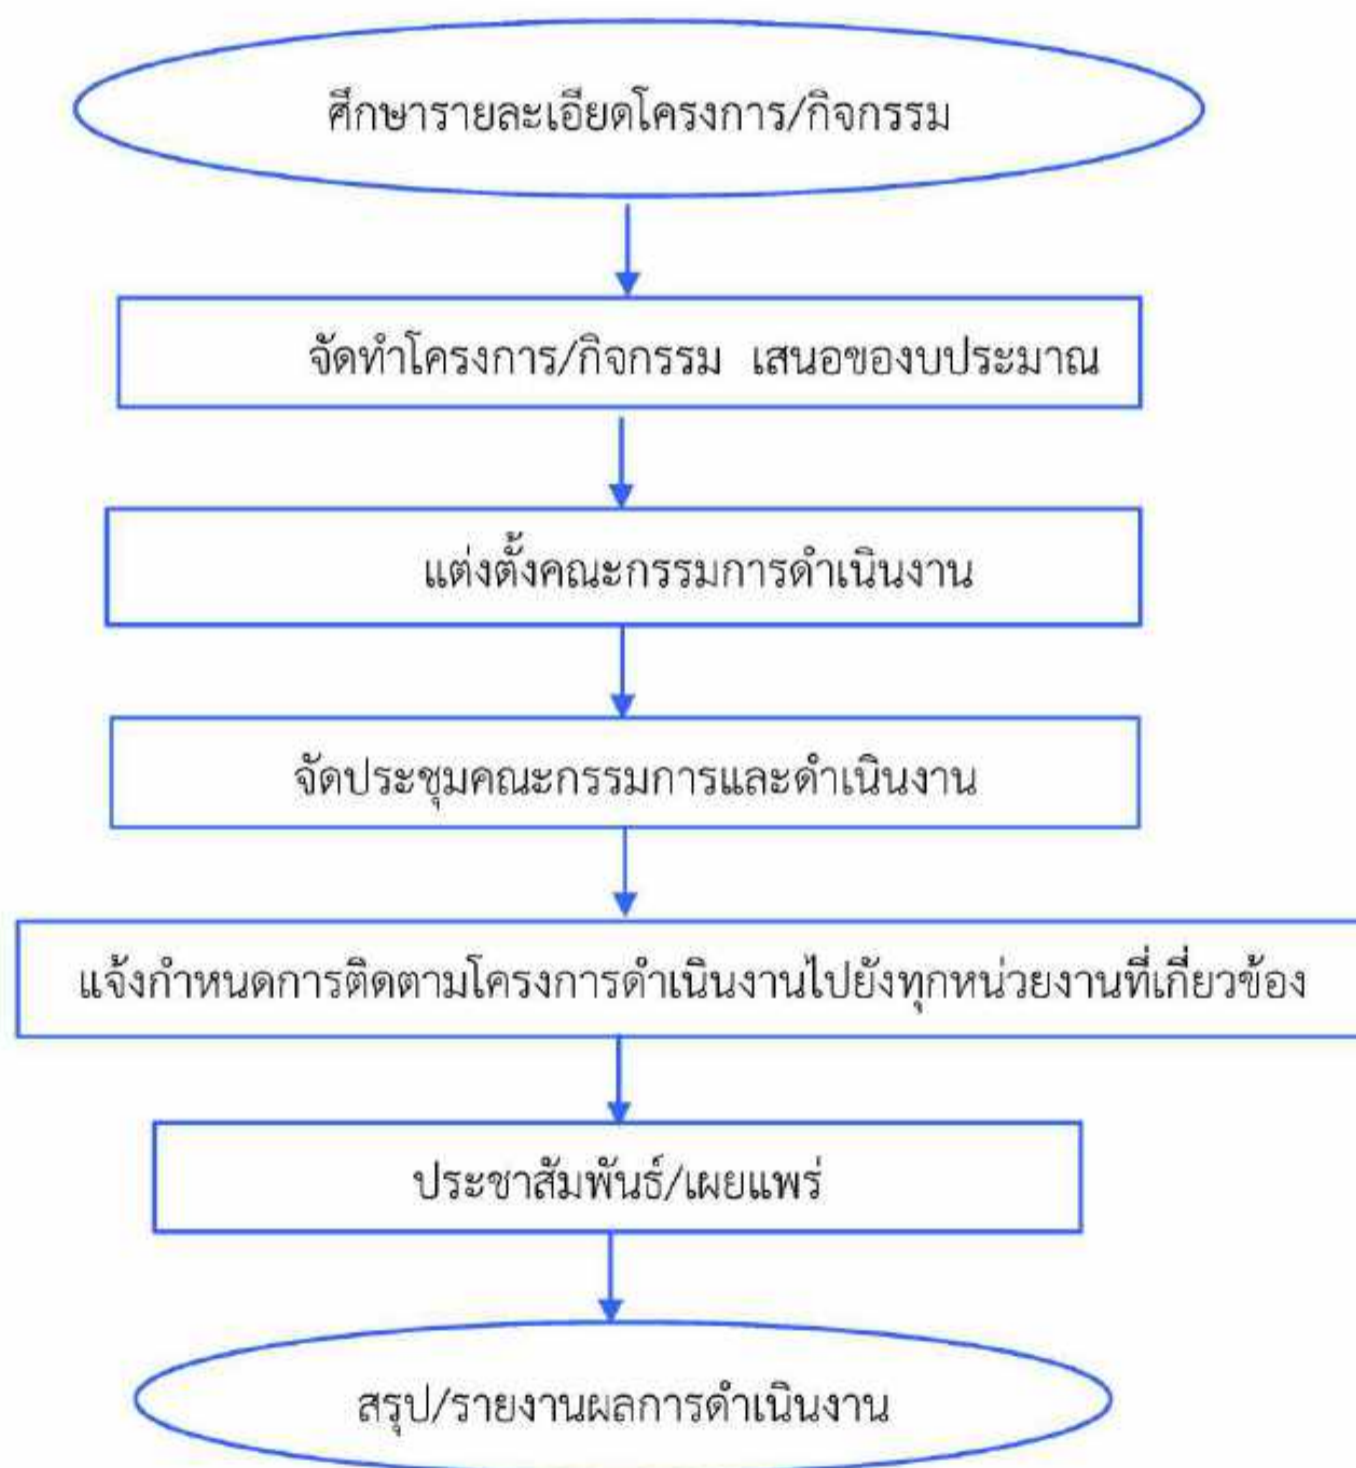 ศึกษารายละเอียดโครงการ/กิจกรรม
จัดทำโครงการ/กิจกรรม เสนอของบประมาณ
แต่งตั้งคณะกรรมการดำเนินงาน
จัดประชุมคณะกรรมการและดำเนินงาน
แจ้งกำหนดการติดตามโครงการดำเนินงานไปยังทุกหน่วยงานที่เกี่ยวข้อง
ประชาสัมพันธ์/เผยแพร่
สรุป/รายงานผลการดำเนินงาน